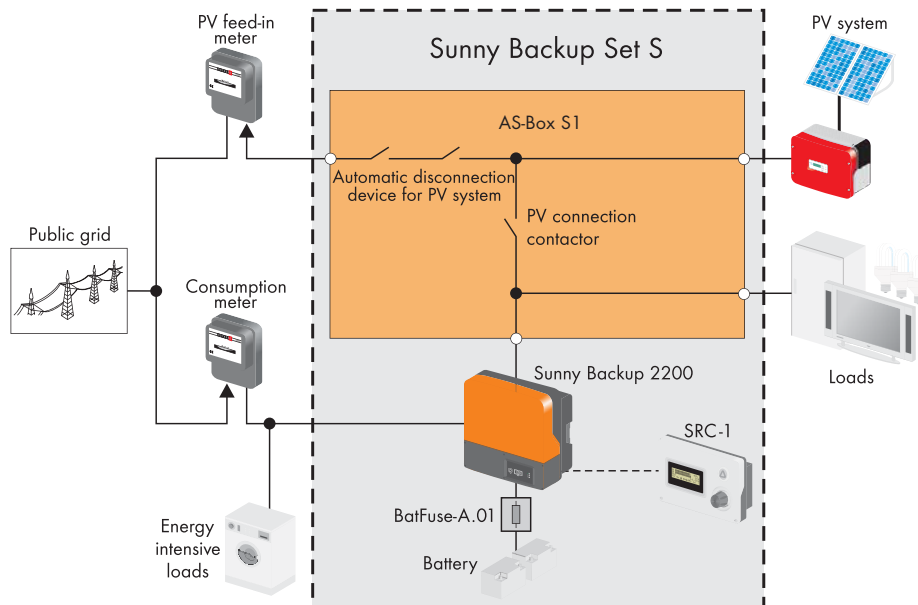 PV feed-in
meter
Sunny Backup Set S
PV system
AS-Box S1
Automatic disconnection
device for PV system
PV connection
contactor
Public grid
Consumption
meter
Sunny Backup 2200
Loads
SRC-1
BatFuse-A.01
Energy
intensive
loads
Battery